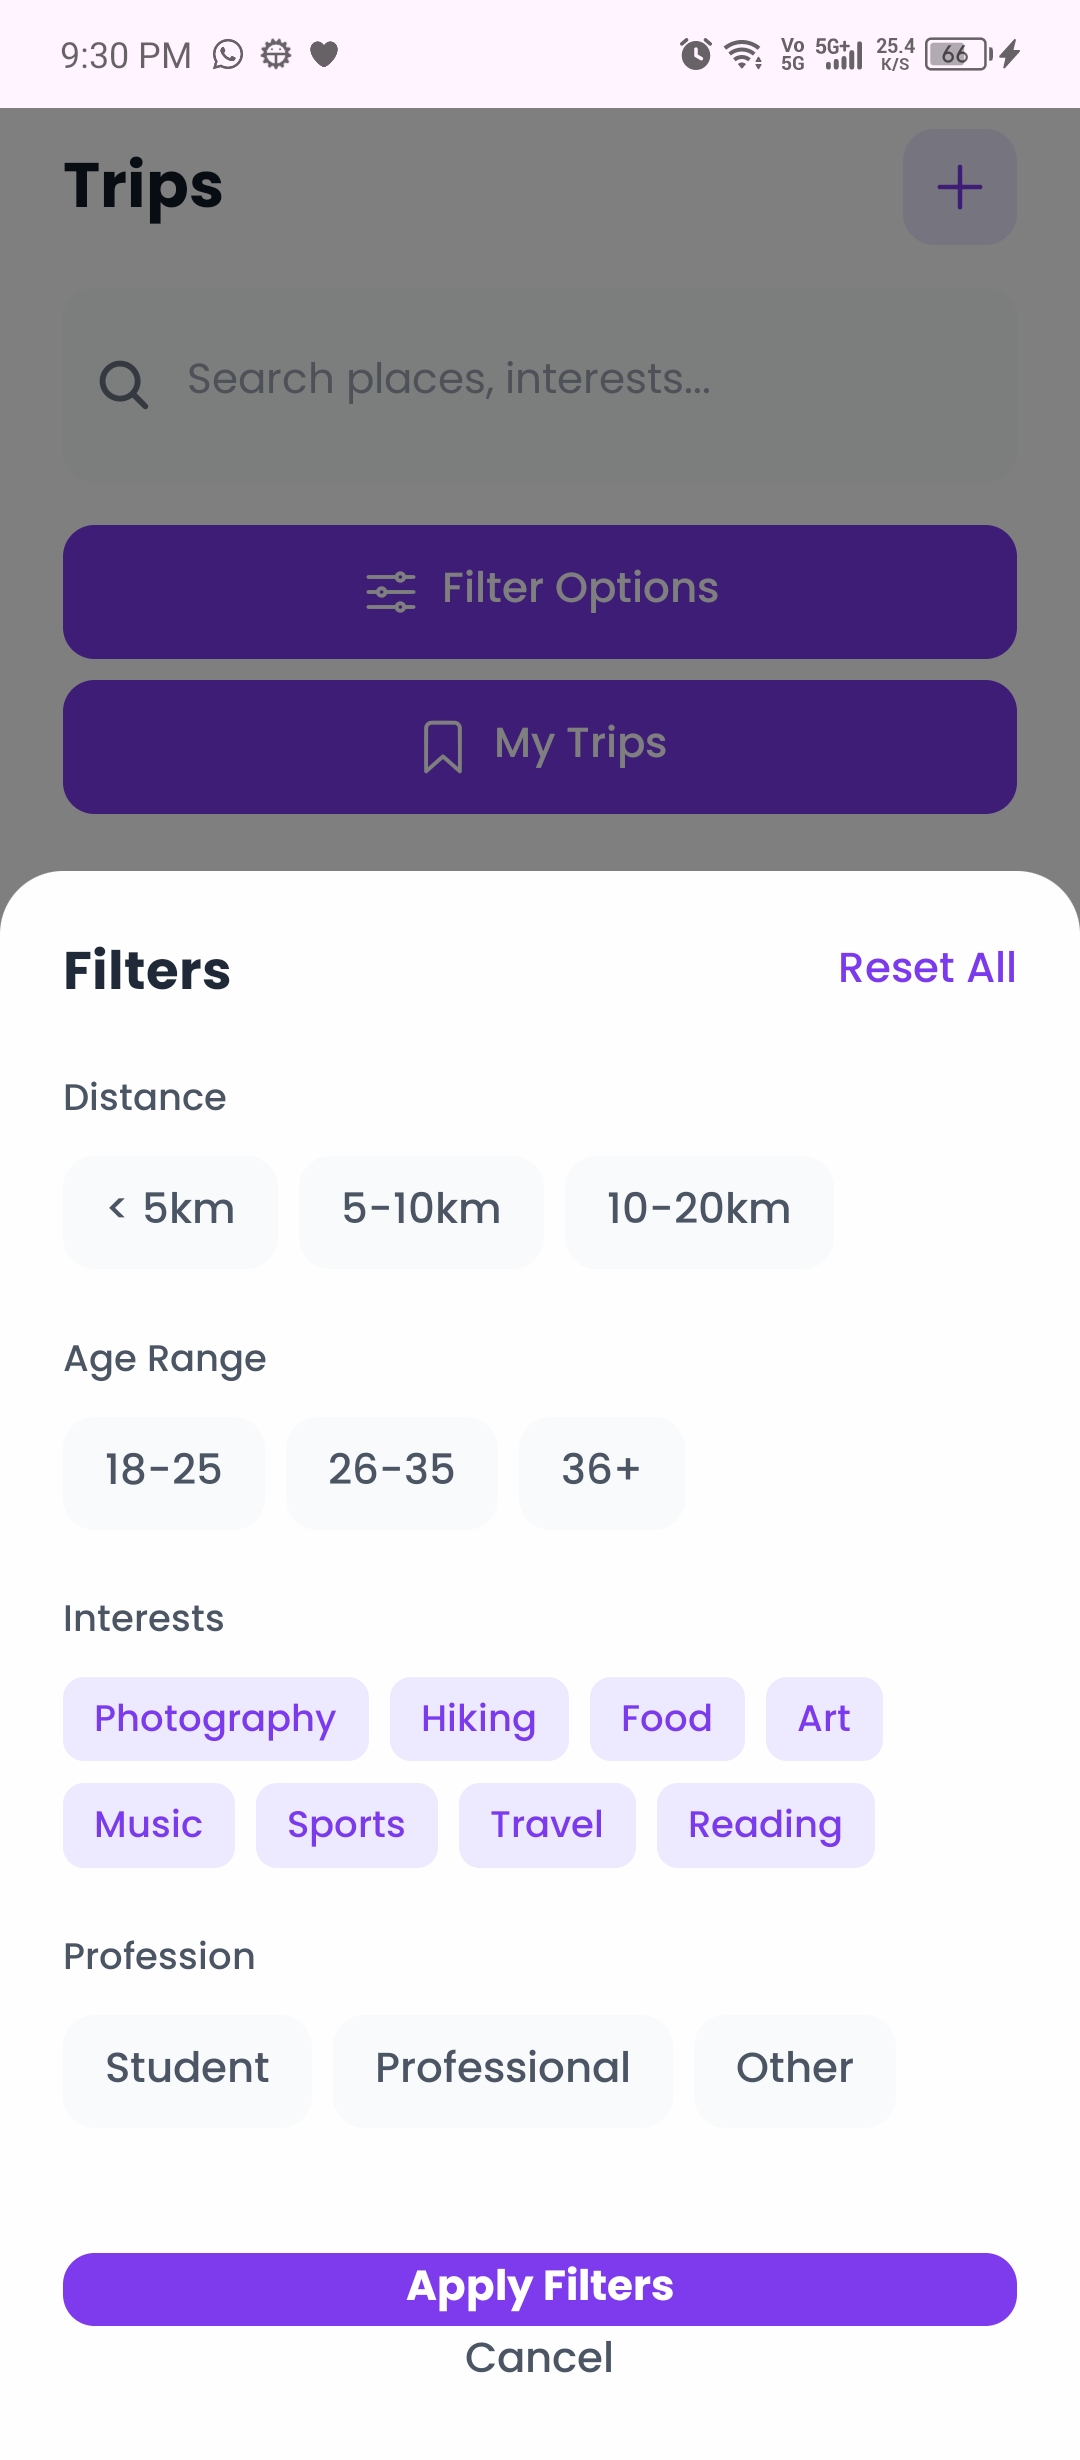 9:30 PM Vo 5G 5G+ 25.4 K/S 66
Trips
Search places, interests...
Filter Options
My Trips
Filters Reset All
Distance
< 5km 5-10km 10-20km
Age Range
18-25 26-35 36+
Interests
Photography Hiking Food Art
Music Sports Travel Reading
Profession
Student Professional Other
Apply Filters
Cancel